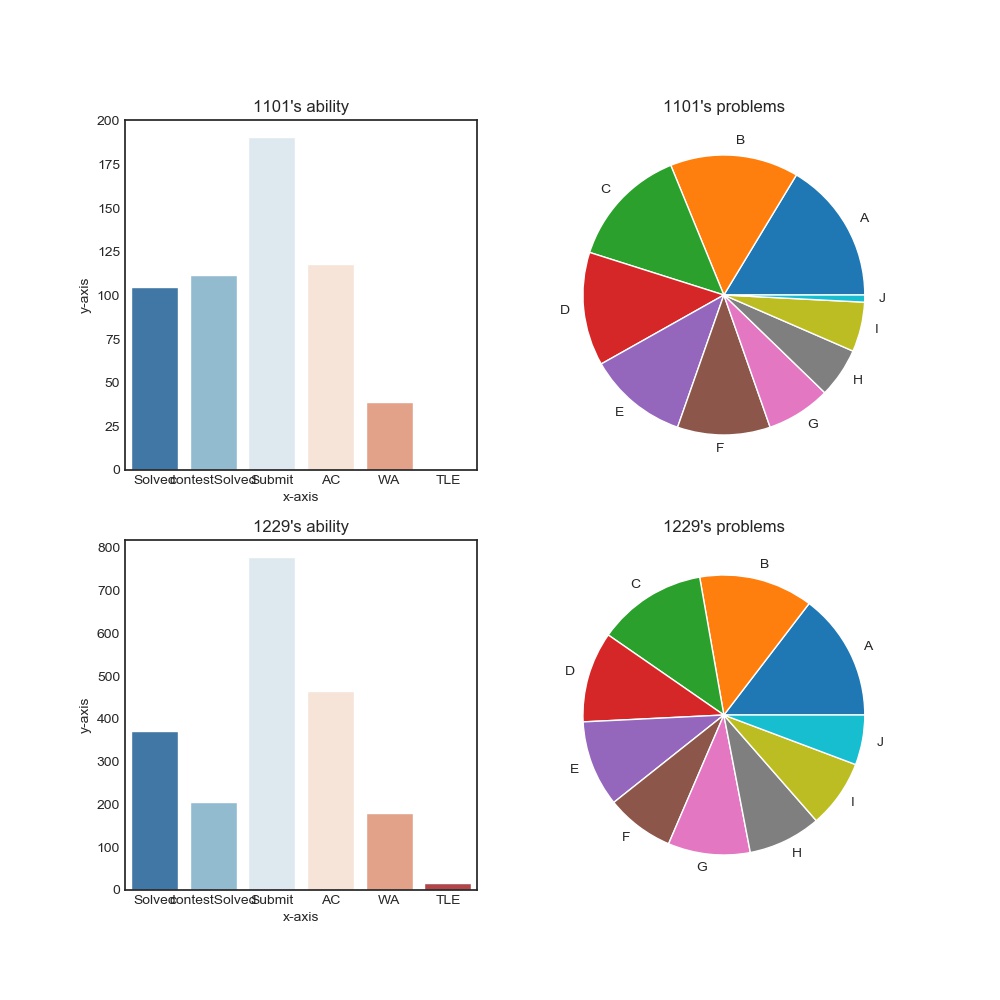 1101's ability
200
175
150
125
100
75
50
25
0
y-axis
Solved contestSolved Submit AC WA TLE
x-axis
1101's problems
A
B
C
D
E
F
G
H
I
J
1229's ability
800
700
600
500
400
300
200
100
0
y-axis
Solved contestSolved Submit AC WA TLE
x-axis
1229's problems
A
B
C
D
E
F
G
H
I
J